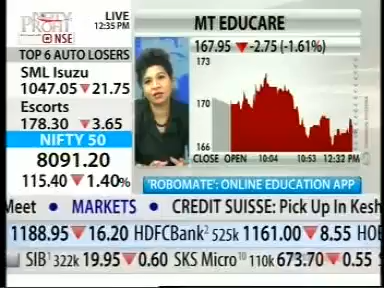 NDTV
PROFIT
NSE
LIVE
12:35 PM
MT EDUCARE
167.95 ▼ -2.75 (-1.61%)
TOP 6 AUTO LOSERS
SML Isuzu
1047.05 ▼ 21.75
Escorts
178.30 ▼ 3.65
NIFTY 50
8091.20
115.40 ▼ 1.40%
173
170
166
CLOSE OPEN 10:04 10:53 12:32 PM
'ROBOMATE': ONLINE EDUCATION APP
Meet • MARKETS • CREDIT SUISSE: Pick Up In Kesh
1188.95 ▼ 16.20 HDFCBank² 525k 1161.00 ▼ 8.55 HOE
SIB¹ 322k 19.95 ▼ 0.60 SKS Micro¹⁰ 110k 673.70 ▼ 0.55